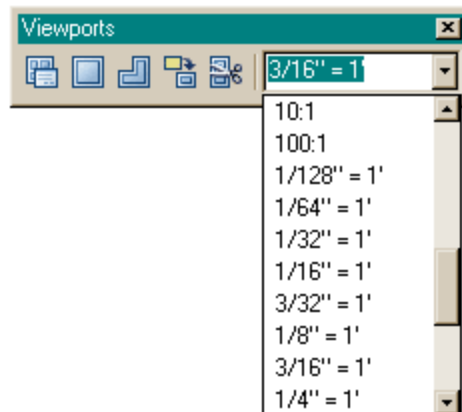 Viewports
3/16" = 1'
10:1
100:1
1/128" = 1'
1/64" = 1'
1/32" = 1'
1/16" = 1'
3/32" = 1'
1/8" = 1'
3/16" = 1'
1/4" = 1'